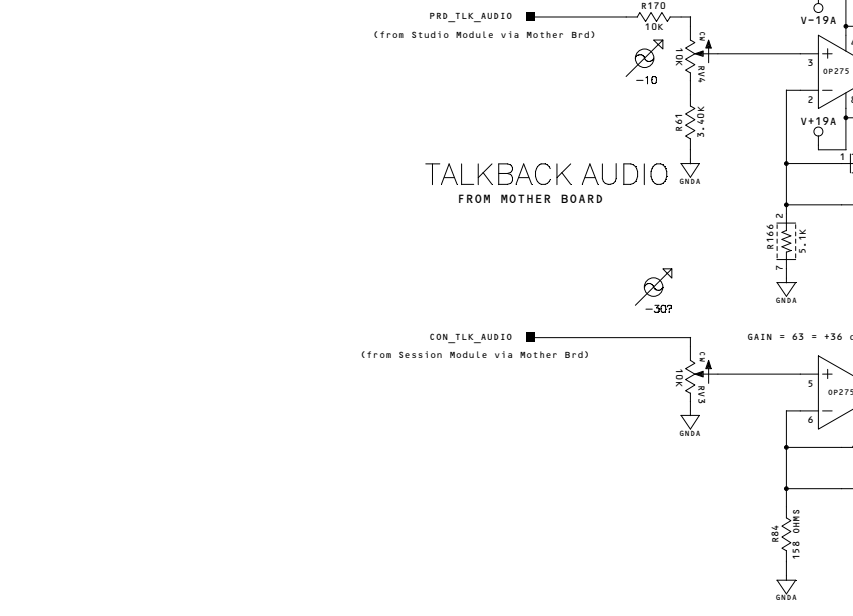 R170
PRD_TLK_AUDIO
10K
V-19A
(from Studio Module via Mother Brd)
CW
10K
RV4
-10
3
OP275
2
R61
3.40K
V+19A
1
TALKBACK AUDIO
GNDA
FROM MOTHER BOARD
2
R166
5.1K
7
GNDA
-30?
CON_TLK_AUDIO
GAIN = 63 = +36
(from Session Module via Mother Brd)
CW
10K
RV3
5
OP275
6
GNDA
R84
158 OHMS
GNDA